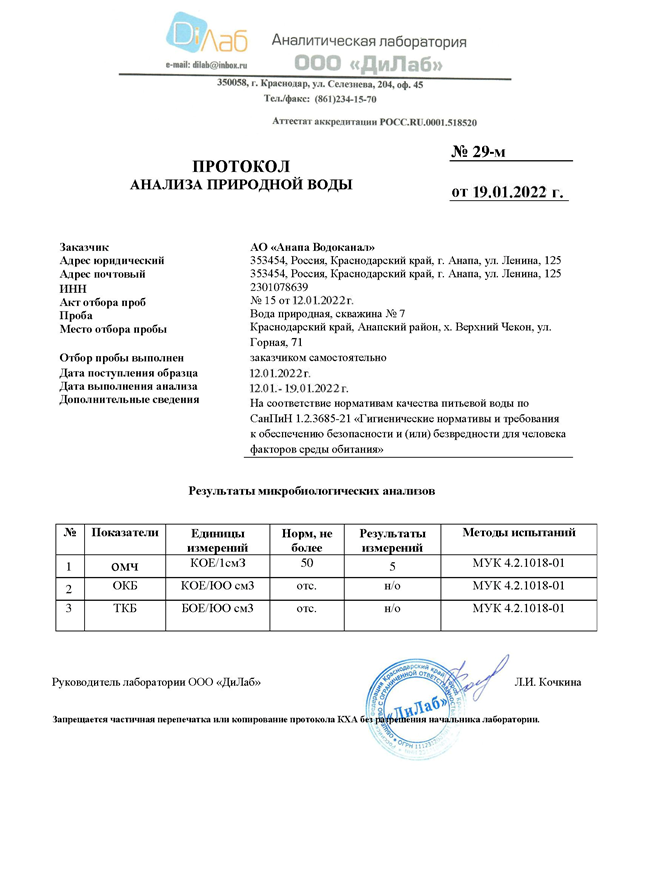 ДиЛаб
Аналитическая лаборатория
ООО «ДиЛаб»
e-mail: dilab@inbox.ru
350058, г. Краснодар, ул. Селезнева, 204, оф. 45
Тел./факс: (861)234-15-70
Аттестат аккредитации РОСС.RU.0001.518520
№ 29-м
ПРОТОКОЛ
АНАЛИЗА ПРИРОДНОЙ ВОДЫ
от 19.01.2022 г.
Заказчик АО «Анапа Водоканал»
Адрес юридический 353454, Россия, Краснодарский край, г. Анапа, ул. Ленина, 125
Адрес почтовый 353454, Россия, Краснодарский край, г. Анапа, ул. Ленина, 125
ИНН 2301078639
Акт отбора проб № 15 от 12.01.2022 г.
Проба Вода природная, скважина № 7
Место отбора пробы Краснодарский край, Анапский район, х. Верхний Чекон, ул.
Горная, 71
Отбор пробы выполнен заказчиком самостоятельно
Дата поступления образца 12.01.2022 г.
Дата выполнения анализа 12.01.- 19.01.2022 г.
Дополнительные сведения На соответствие нормативам качества питьевой воды по
СанПиН 1.2.3685-21 «Гигиенические нормативы и требования
к обеспечению безопасности и (или) безвредности для человека
факторов среды обитания»
Результаты микробиологических анализов
№ Показатели Единицы измерений Норм, не более Результаты измерений Методы испытаний
1 ОМЧ КОЕ/1смЗ 50 5 МУК 4.2.1018-01
2 ОКБ КОЕ/ЮО смЗ отс. н/о МУК 4.2.1018-01
3 ТКБ БОЕ/ЮО смЗ отс. н/о МУК 4.2.1018-01
Руководитель лаборатории ООО «ДиЛаб» Л.И. Кочкина
«ДиЛаб»
Запрещается частичная перепечатка или копирование протокола КХА без разрешения начальника лаборатории.